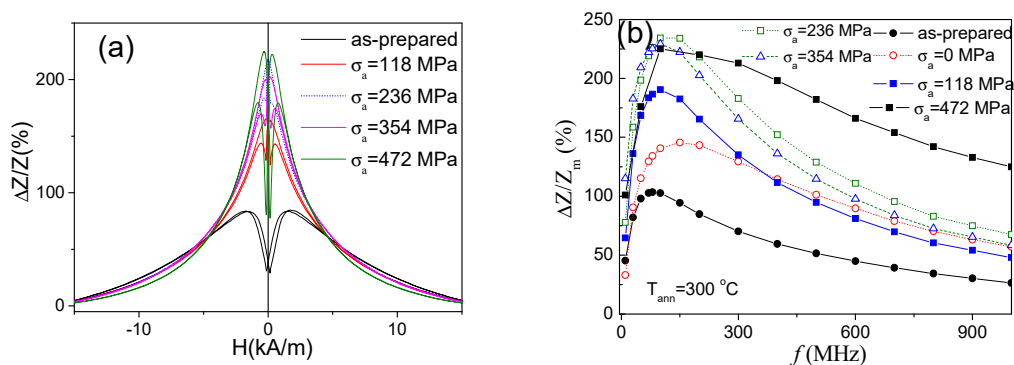 (a)
as-prepared
σa=118 MPa
σa=236 MPa
σa=354 MPa
σa=472 MPa
ΔZ/Z(%)
200
100
0
-10
0
10
H(kA/m)
(b)
σa=236 MPa
σa=354 MPa
as-prepared
σa=0 MPa
σa=118 MPa
σa=472 MPa
ΔZ/Zm (%)
250
200
150
100
50
0
Tann=300 °C
0
300
600
900
f(MHz)